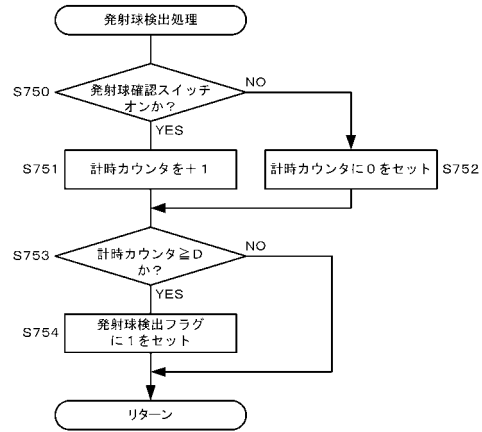 発射球検出処理
S750
発射球確認スイッチ
オンか？
NO
YES
S751
計時カウンタを＋１
計時カウンタに０をセット
S752
S753
計時カウンタ≧D
か？
NO
YES
S754
発射球検出フラグ
に１をセット
リターン